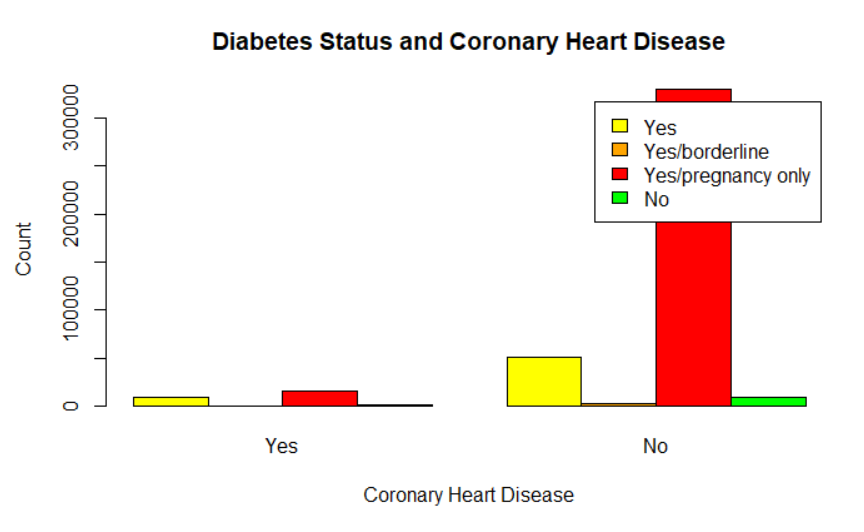 Diabetes Status and Coronary Heart Disease
Count
300000
200000
100000
0
Yes
Yes/borderline
Yes/pregnancy only
No
Yes
No
Coronary Heart Disease